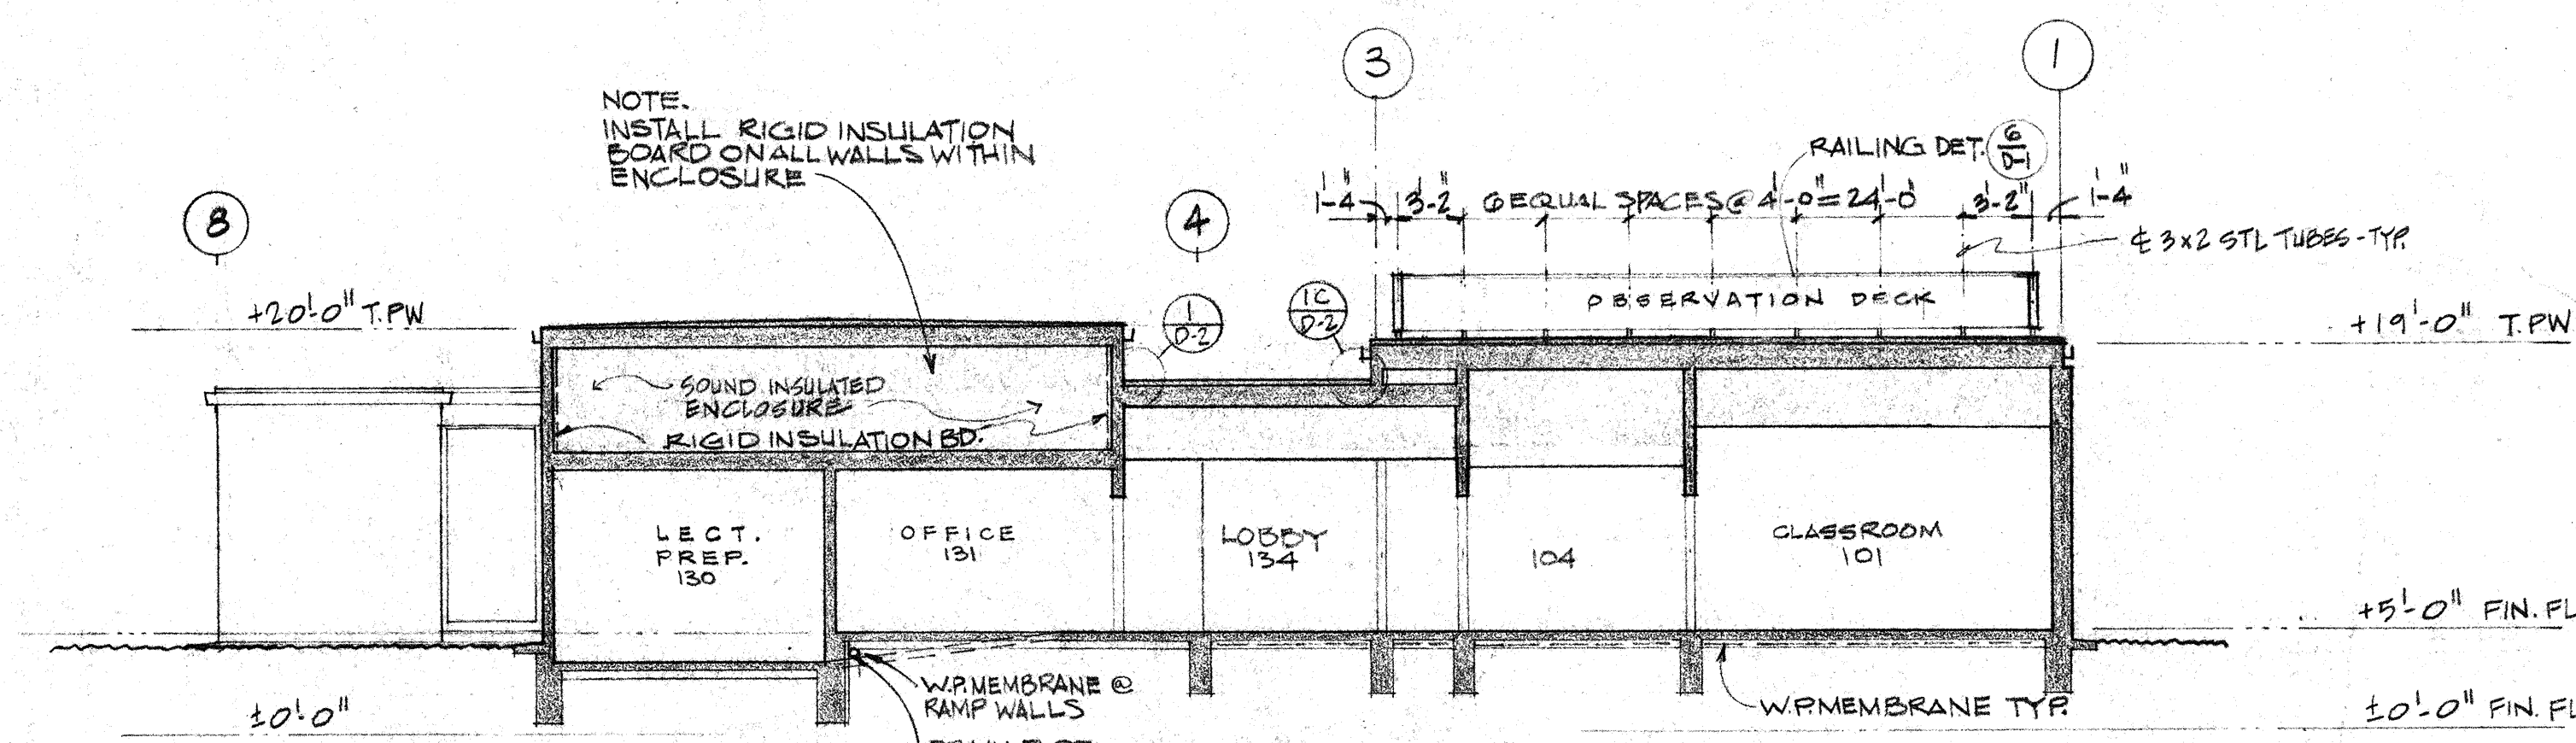 3
1
NOTE.
INSTALL RIGID INSULATION
BOARD ON ALL WALLS WITHIN
ENCLOSURE
RAILING DET.
6
D-1
1'-4"
3'-2"
6 EQUAL SPACES @ 4'-0" = 24'-0"
3'-2"
1'-4"
8
4
℄ 3x2 STL TUBES-TYP.
+20'-0" T.PW
1
D-2
1C
D-2
OBSERVATION DECK
+19'-0" T.PW
SOUND INSULATED
ENCLOSURE
RIGID INSULATION BD.
LECT.
PREP.
130
OFFICE
131
LOBBY
134
104
CLASSROOM
101
+5'-0" FIN. FL
W.P. MEMBRANE @
RAMP WALLS
W.P. MEMBRANE TYP.
±0'-0"
±0'-0" FIN. FL